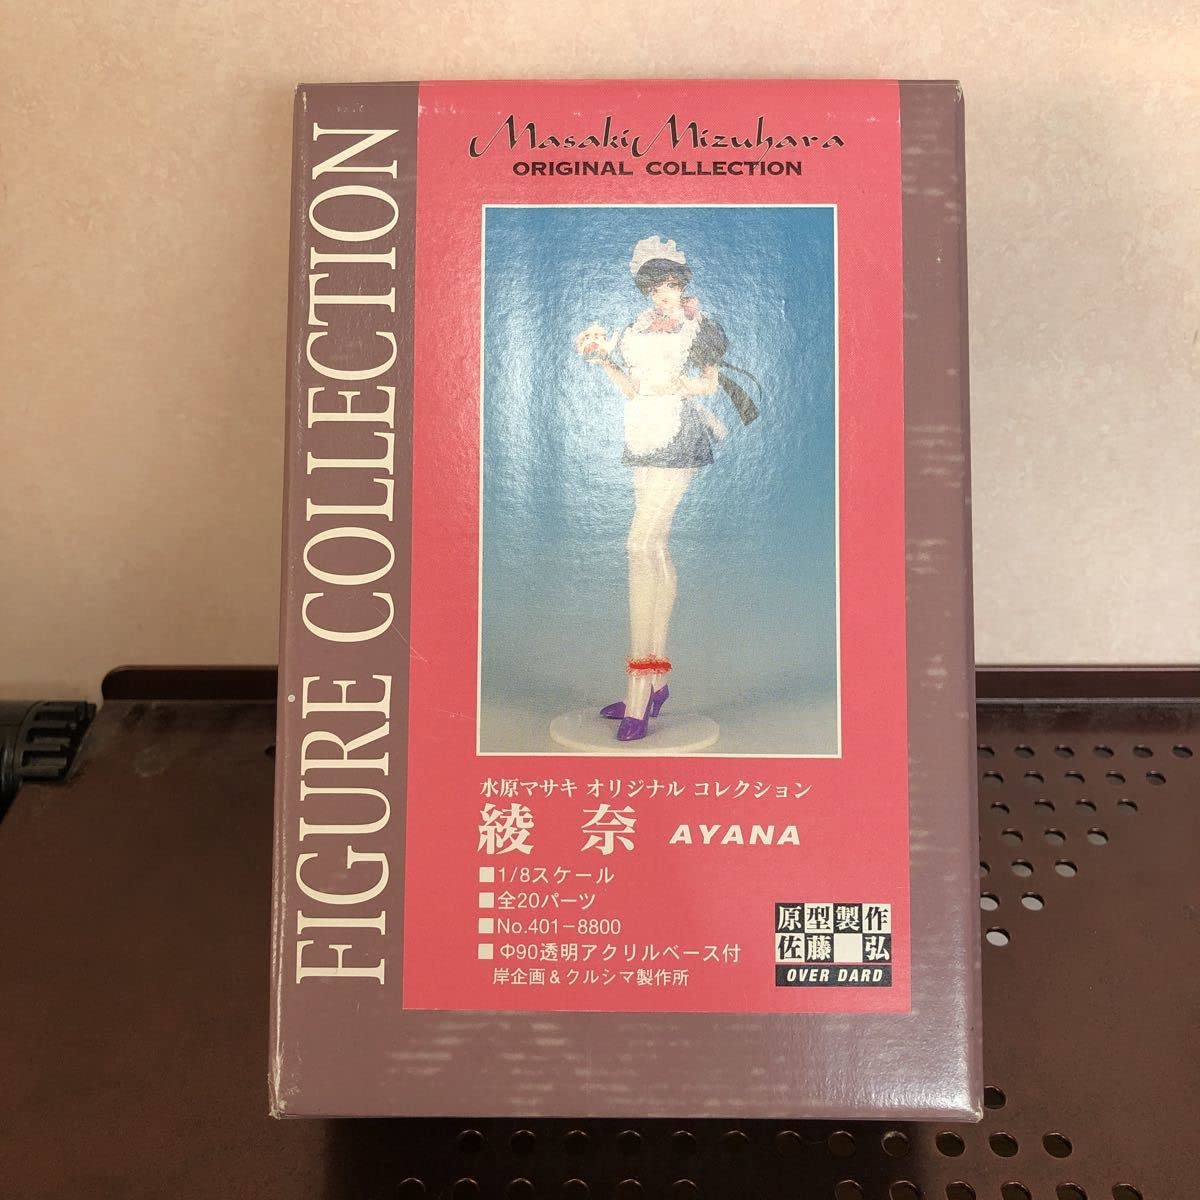 FIGURE COLLECTION
Masaki Mizuhara
ORIGINAL COLLECTION
水原マサキ オリジナル コレクション
綾奈 AYANA
■1/8スケール
■全20パーツ
■No.401-8800
■Φ90透明アクリルベース付
岸企画&クルシマ製作所
原型製作
佐藤 弘
OVER DARD